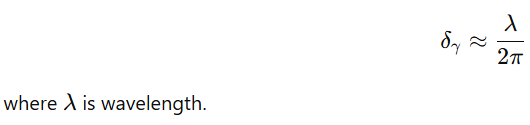 δ_γ ≈ λ / 2π
where λ is wavelength.